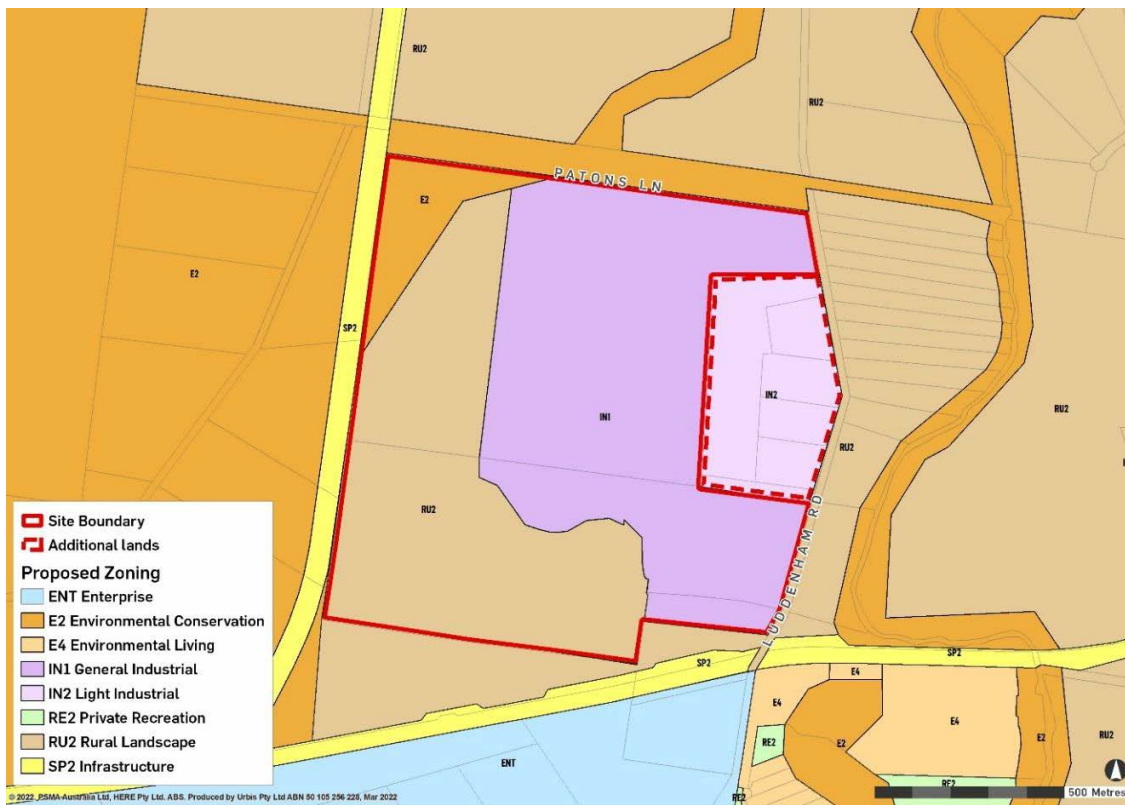 RU2
RU2
RU2
PATONS LN
E2
E2
SP2
IN2
IN1
RU2
RU2
RU2
LUDDENHAM RD
SP2
SP2
E4
E4
E4
RE2
E2
E2
RU2
ENT
RE2
RE2
Site Boundary
Additional lands
Proposed Zoning
ENT Enterprise
E2 Environmental Conservation
E4 Environmental Living
IN1 General Industrial
IN2 Light Industrial
RE2 Private Recreation
RU2 Rural Landscape
SP2 Infrastructure
© 2022, PSMA Australia Ltd, HERE Pty Ltd. ABS. Produced by Urbis Pty Ltd ABN 50 105 256 228, Mar 2022
500 Metres